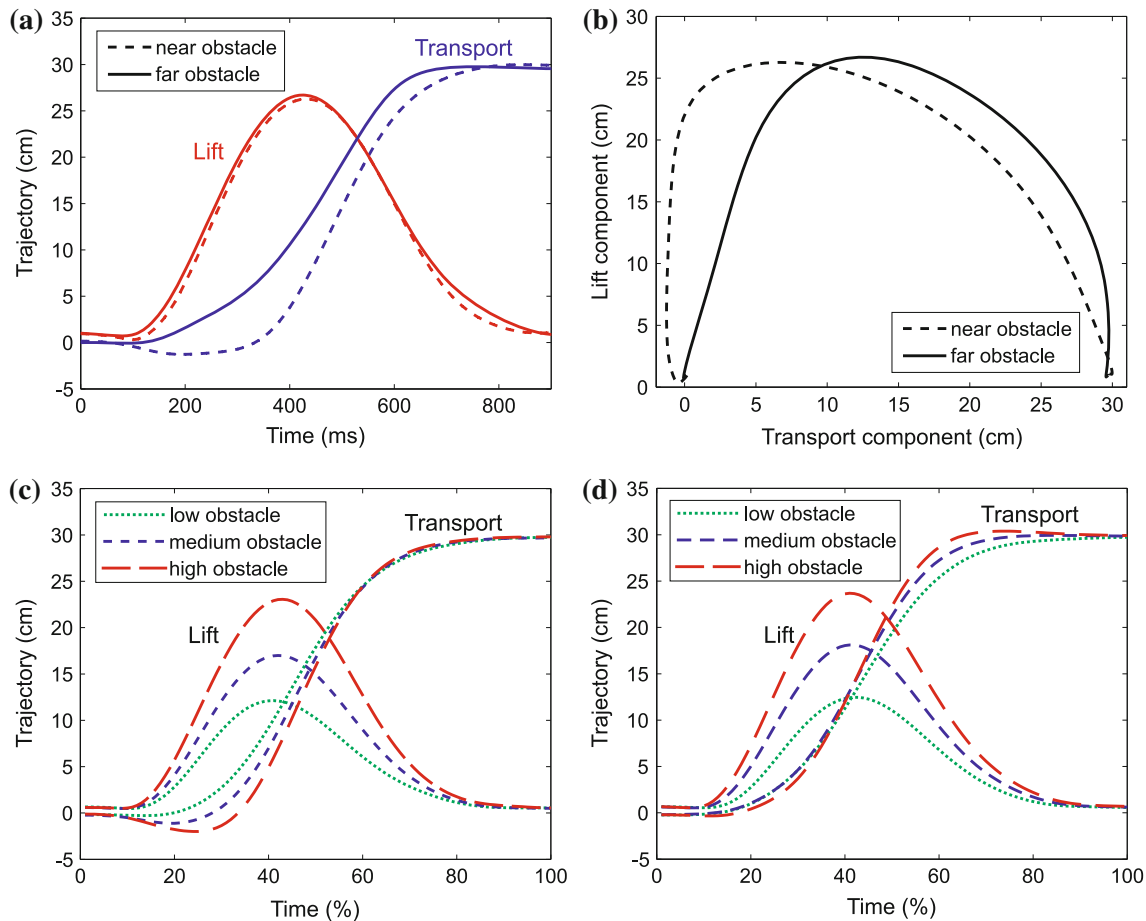 (a)
near obstacle
far obstacle
Transport
Lift
Trajectory (cm)
35
30
25
20
15
10
5
0
-5
0
200
400
600
800
Time (ms)
(b)
30
25
20
15
10
5
0
Lift component (cm)
near obstacle
far obstacle
0
5
10
15
20
25
30
Transport component (cm)
(c)
35
30
25
20
15
10
5
0
-5
Trajectory (cm)
low obstacle
medium obstacle
high obstacle
Transport
Lift
0
20
40
60
80
100
Time (%)
(d)
35
30
25
20
15
10
5
0
-5
Trajectory (cm)
low obstacle
medium obstacle
high obstacle
Transport
Lift
0
20
40
60
80
100
Time (%)